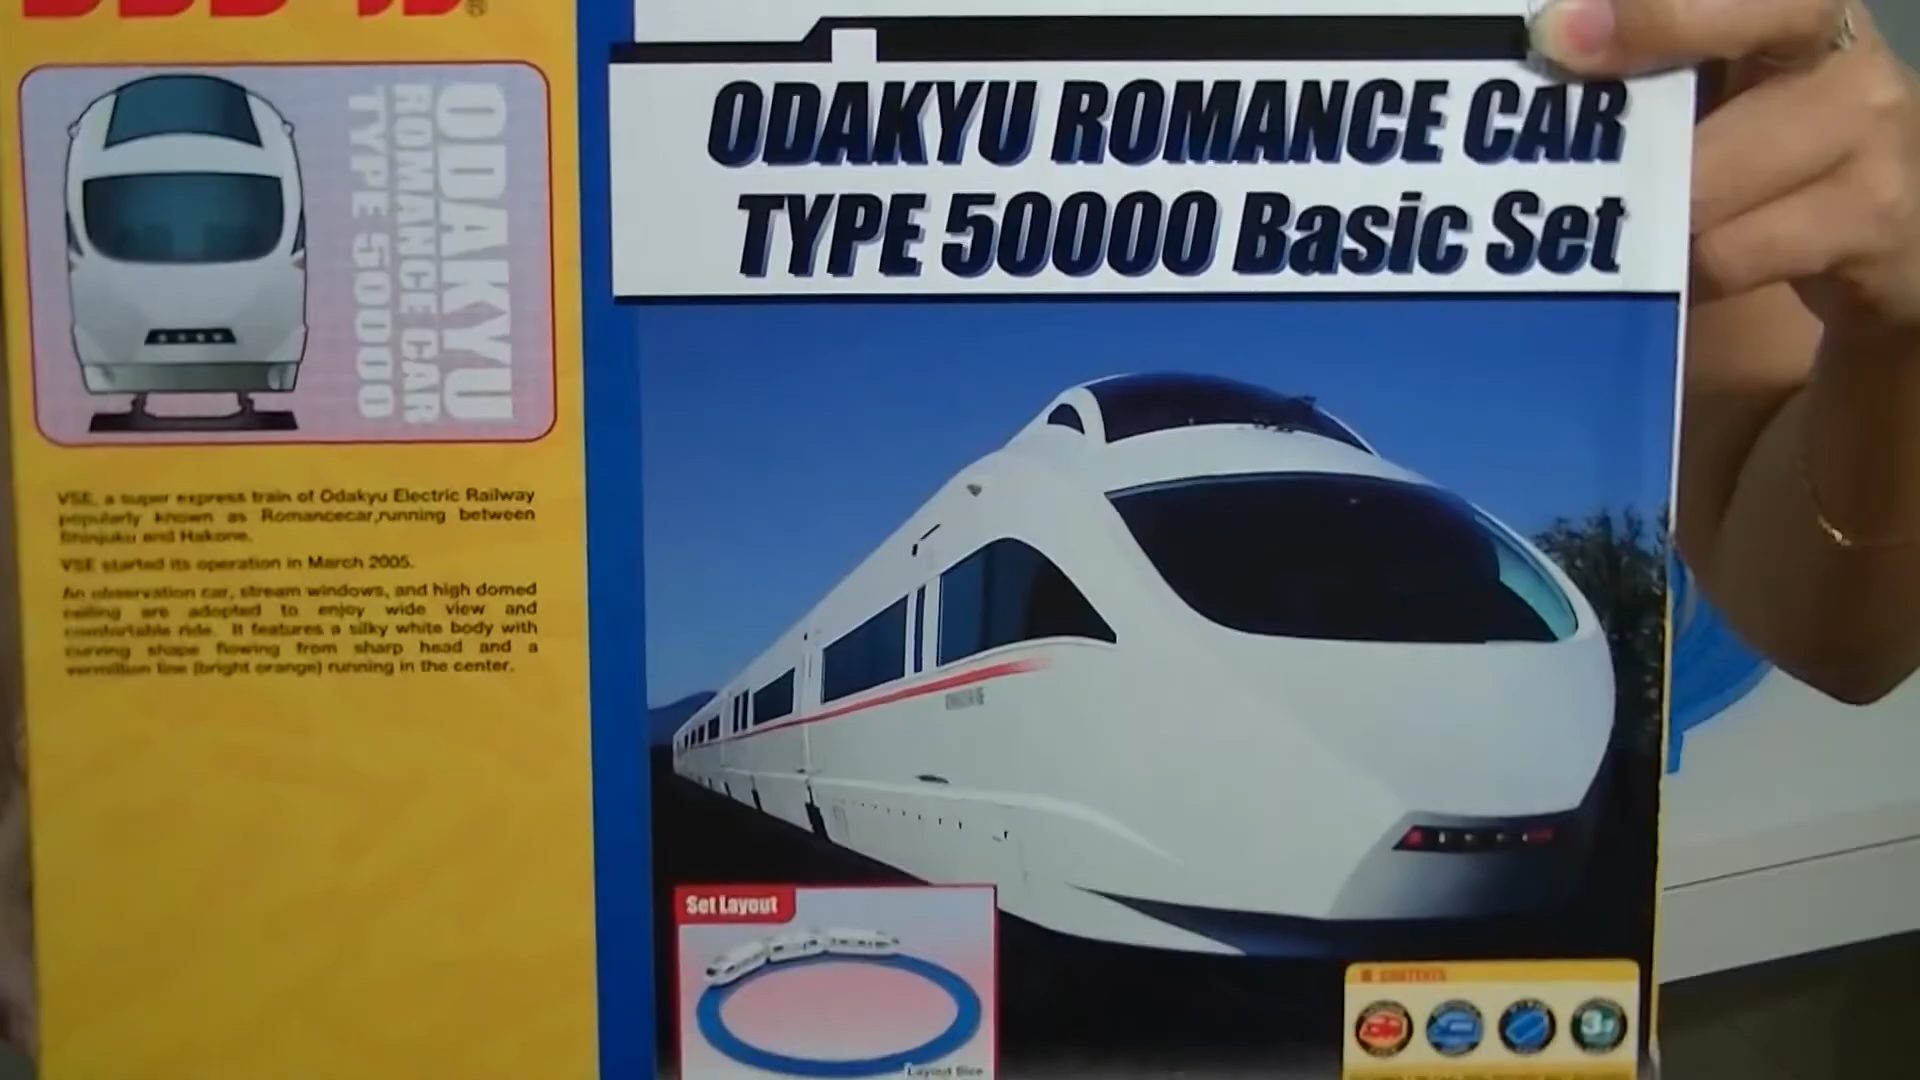 ODAKYU
ROMANCE CAR
TYPE 50000
VSE, a super express train of Odakyu Electric Railway
popularly known as Romancecar,running between
Shinjuku and Hakone.
VSE started its operation in March 2005.
An observation car, stream windows, and high domed
ceiling are adopted to enjoy wide view and
comfortable ride. It features a silky white body with
curving shape flowing from sharp head and a
vermilion line (bright orange) running in the center.
ODAKYU ROMANCE CAR
TYPE 50000 Basic Set
Set Layout
Layout Size
CONTENTS